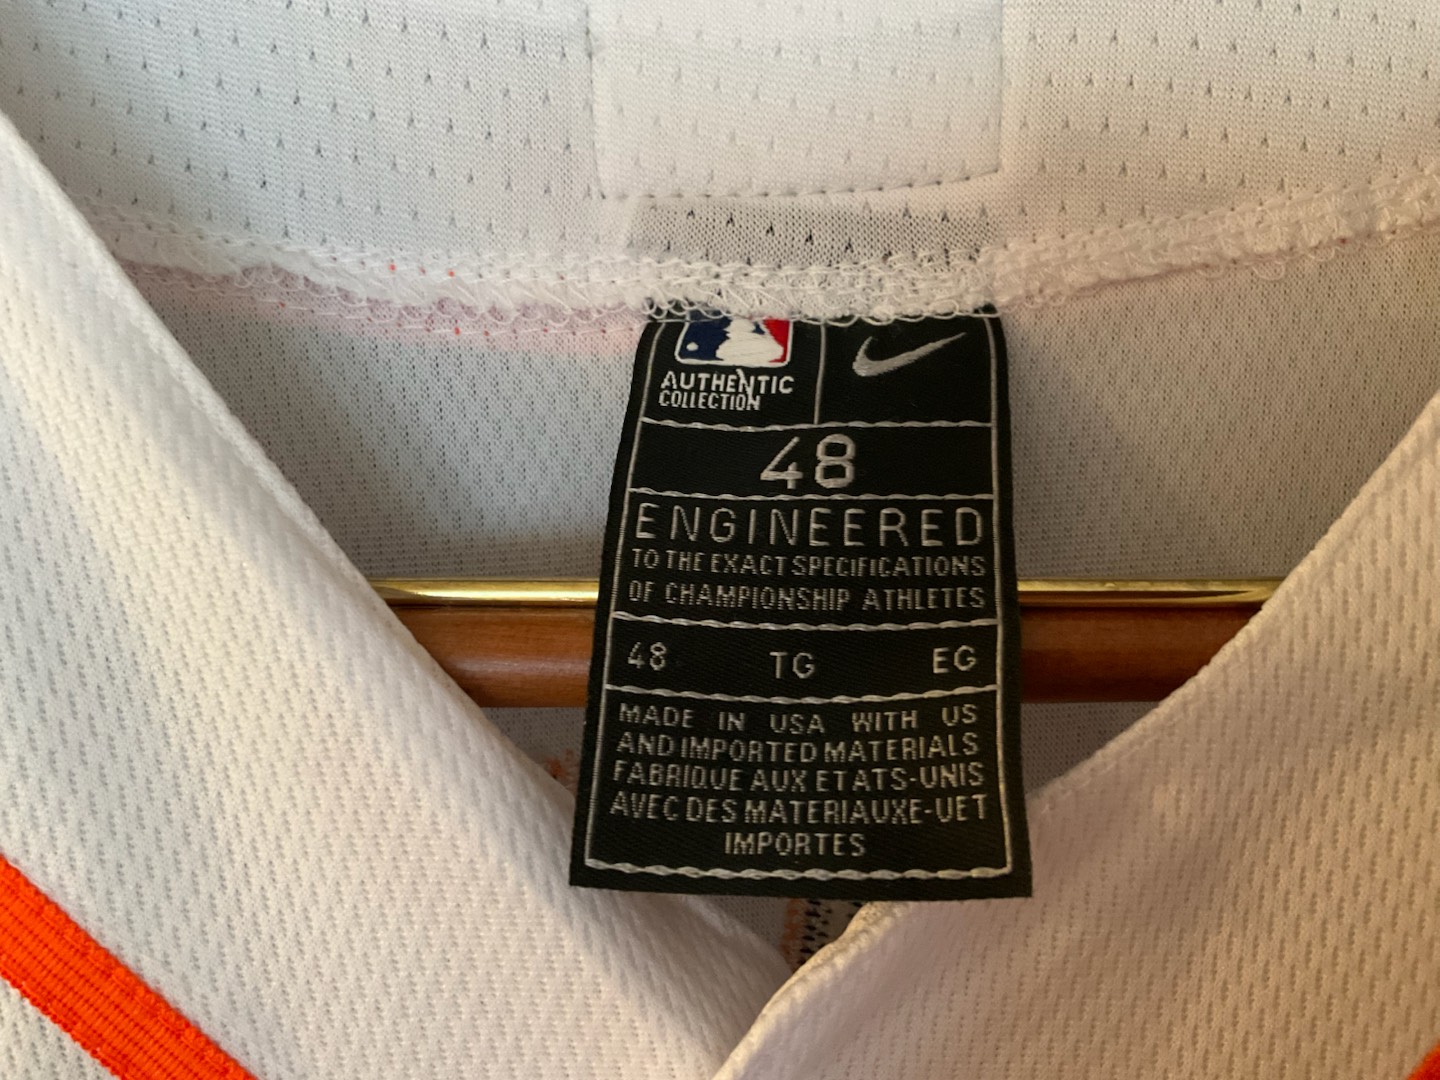 AUTHENTIC
COLLECTION
48
ENGINEERED
TO THE EXACT SPECIFICATIONS
OF CHAMPIONSHIP ATHLETES
48 TG EG
MADE IN USA WITH US
AND IMPORTED MATERIALS
FABRIQUE AUX ETATS-UNIS
AVEC DES MATERIAUXE-UET
IMPORTES